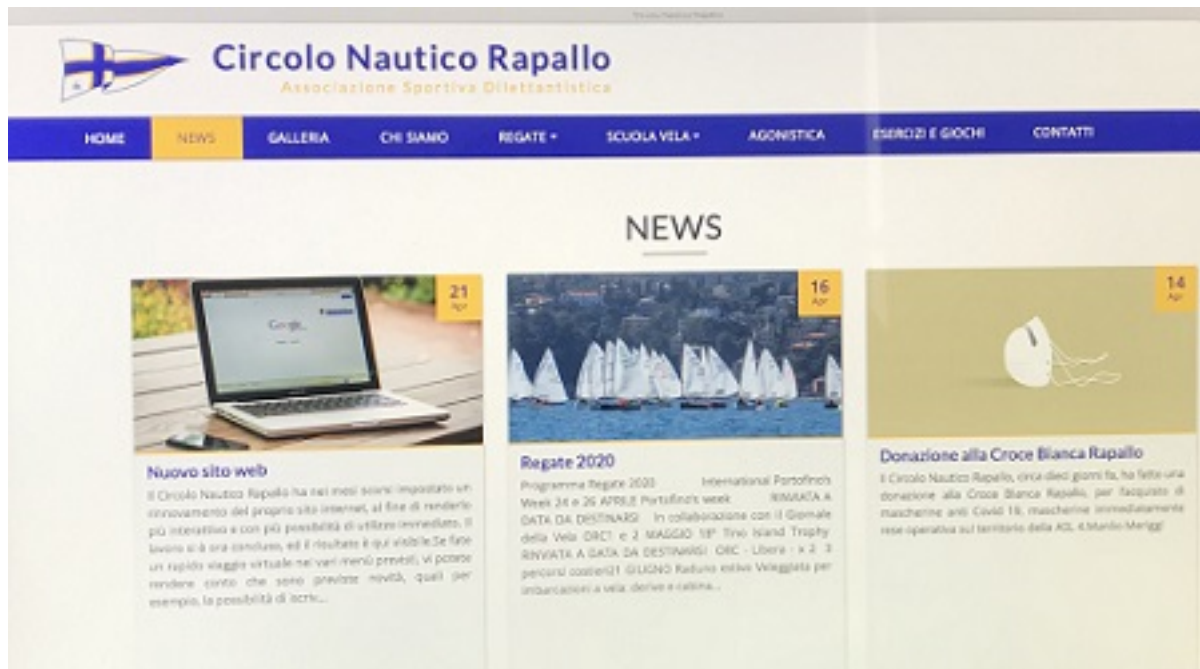 Circolo Nautico Rapallo
Circolo Nautico Rapallo
Associazione Sportiva Dilettantistica
HOME NEWS GALLERIA CHI SIAMO REGATE SCUOLA VELA AGONISTICA ESERCIZI E GIOCHI CONTATTI
NEWS
21
Apr
Google
Nuovo sito web
Il Circolo Nautico Rapallo ha nei mesi scorsi impostato un
rinnovamento del proprio sito internet, al fine di renderlo
più interattivo e con più possibilità di utilizzo immediato. Il
lavoro si è ora concluso, ed il risultato è qui visibile.Se fate
un rapido viaggio virtuale nei vari menù previsti, vi potete
rendere conto che sono previste novità, quali per
esempio, la possibilità di iscriv...
16
Apr
Regate 2020
Programma Regate 2020 International Portofino's
Week 24 e 26 APRILE Portofino's week RINVIATA A
DATA DA DESTINARSI In collaborazione con il Giornale
della Vela ORC1 e 2 MAGGIO 18° Tino Island Trophy
RINVIATA A DATA DA DESTINARSI ORC - Libera - x 2 3
percorsi costieri21 GIUGNO Raduno estivo Veleggiata per
imbarcazioni a vela: derive e cabina...
14
Apr
Donazione alla Croce Bianca Rapallo
Il Circolo Nautico Rapallo, circa dieci giorni fa, ha fatto una
donazione alla Croce Bianca Rapallo, per l'acquisto di
mascherine anti Covid 19, mascherine immediatamente
rese operative sul territorio della ASL 4.Manlio Meriggi